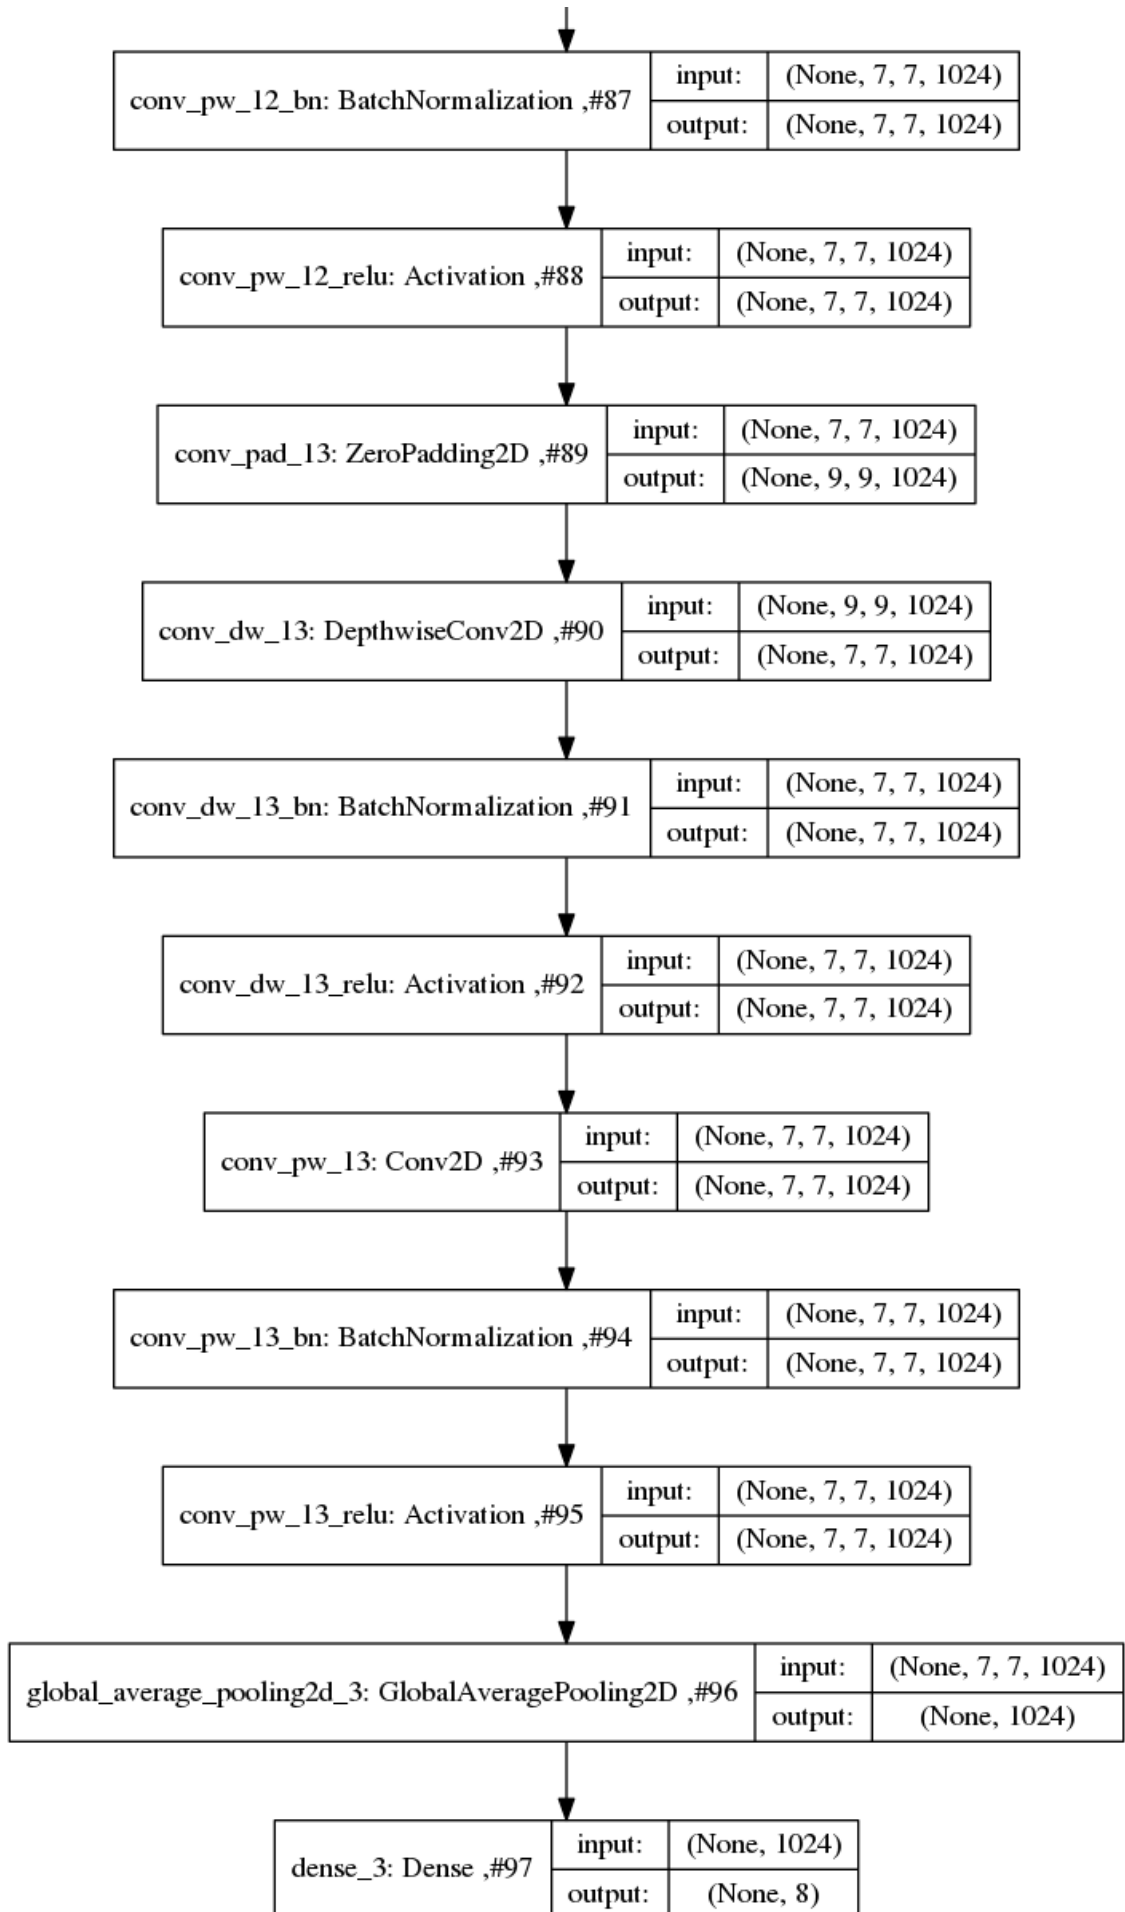 conv_pw_12_bn: BatchNormalization ,#87
input: (None, 7, 7, 1024)
output: (None, 7, 7, 1024)
conv_pw_12_relu: Activation ,#88
input: (None, 7, 7, 1024)
output: (None, 7, 7, 1024)
conv_pad_13: ZeroPadding2D ,#89
input: (None, 7, 7, 1024)
output: (None, 9, 9, 1024)
conv_dw_13: DepthwiseConv2D ,#90
input: (None, 9, 9, 1024)
output: (None, 7, 7, 1024)
conv_dw_13_bn: BatchNormalization ,#91
input: (None, 7, 7, 1024)
output: (None, 7, 7, 1024)
conv_dw_13_relu: Activation ,#92
input: (None, 7, 7, 1024)
output: (None, 7, 7, 1024)
conv_pw_13: Conv2D ,#93
input: (None, 7, 7, 1024)
output: (None, 7, 7, 1024)
conv_pw_13_bn: BatchNormalization ,#94
input: (None, 7, 7, 1024)
output: (None, 7, 7, 1024)
conv_pw_13_relu: Activation ,#95
input: (None, 7, 7, 1024)
output: (None, 7, 7, 1024)
global_average_pooling2d_3: GlobalAveragePooling2D ,#96
input: (None, 7, 7, 1024)
output: (None, 1024)
dense_3: Dense ,#97
input: (None, 1024)
output: (None, 8)